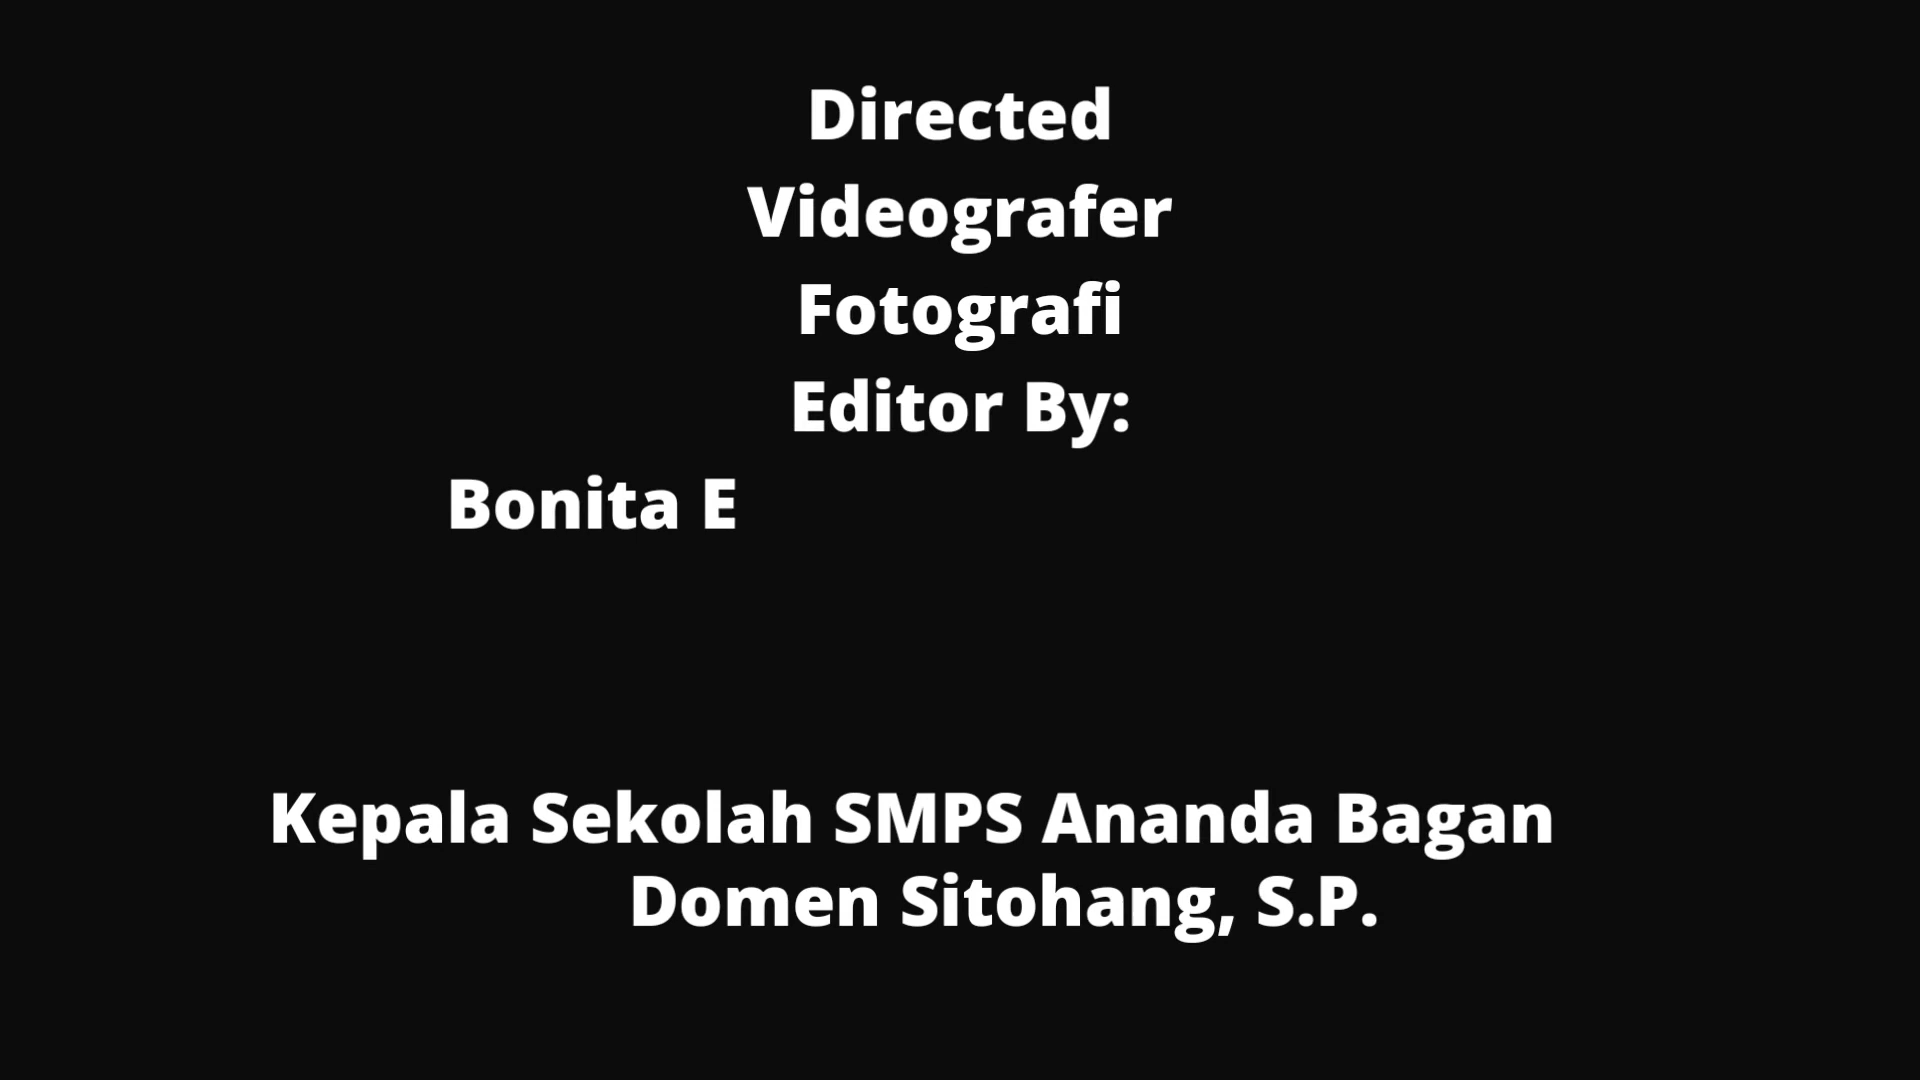 Directed
Videografer
Fotografi
Editor By:
Bonita E
Kepala Sekolah SMPS Ananda Bagan
Domen Sitohang, S.P.